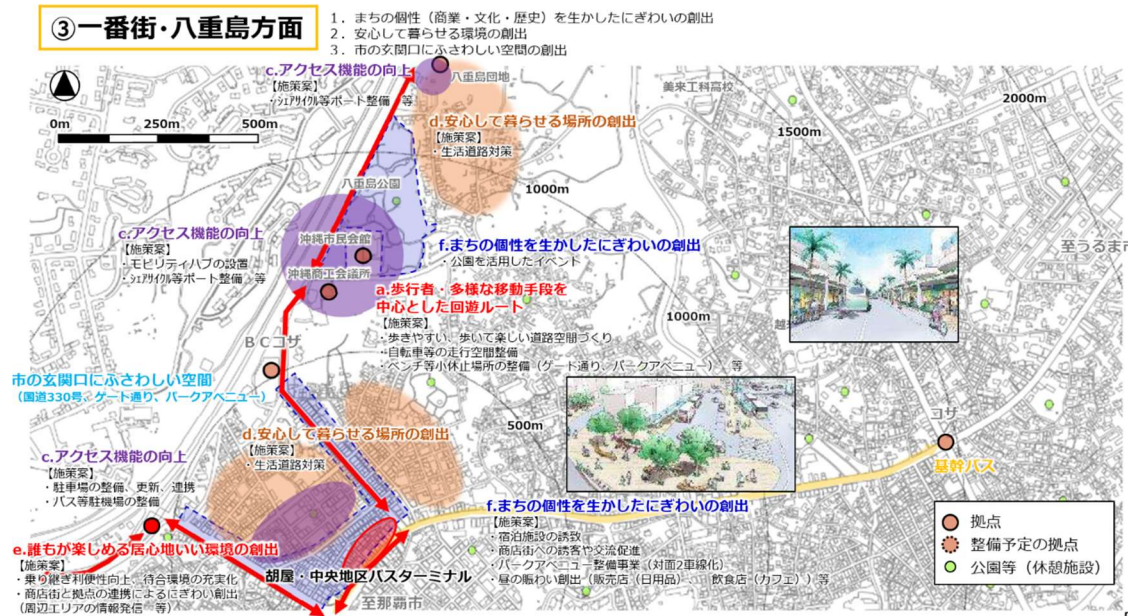 ③一番街･八重島方面
1．まちの個性（商業・文化・歴史）を生かしたにぎわいの創出
2．安心して暮らせる環境の創出
3．市の玄関口にふさわしい空間の創出
0m 250m 500m
c.アクセス機能の向上
【施策案】
・ｼｪｱｻｲｸﾙ等ポート整備　等
八重島団地
美来工科高校
2000m
1500m
d.安心して暮らせる場所の創出
【施策案】
・生活道路対策
1000m
八重島公園
c.アクセス機能の向上
【施策案】
・モビリティハブの設置
・ｼｪｱｻｲｸﾙ等ポート整備　等
沖縄市民会館
沖縄商工会議所
f.まちの個性を生かしたにぎわいの創出
・公園を活用したイベント
至うるま市
a.歩行者・多様な移動手段を
中心とした回遊ルート
【施策案】
・歩きやすい、歩いて楽しい道路空間づくり
・自転車等の走行空間整備
・ベンチ等小休止場所の整備（ゲート通り、パークアベニュー）　等
1000m
越
ＢＣコザ
市の玄関口にふさわしい空間
（国道330号、ゲート通り、パークアベニュー）
d.安心して暮らせる場所の創出
【施策案】
・生活道路対策
500m
コザ
基幹バス
c.アクセス機能の向上
【施策案】
・駐車場の整備、更新、連携
・バス等駐機場の整備
f.まちの個性を生かしたにぎわいの創出
【施策案】
・宿泊施設の誘致
・商店街への誘客や交流促進
・パークアベニュー整備事業（対面2車線化）
・昼の賑わい創出（販売店（日用品）　飲食店（カフェ））等
e.誰もが楽しめる居心地いい環境の創出
【施策案】
・乗り継ぎ利便性向上、待合環境の充実化
・商店街と拠点の連携によるにぎわい創出
（周辺エリアの情報発信　等）
胡屋・中央地区バスターミナル
至那覇市
拠点
整備予定の拠点
公園等（休憩施設）